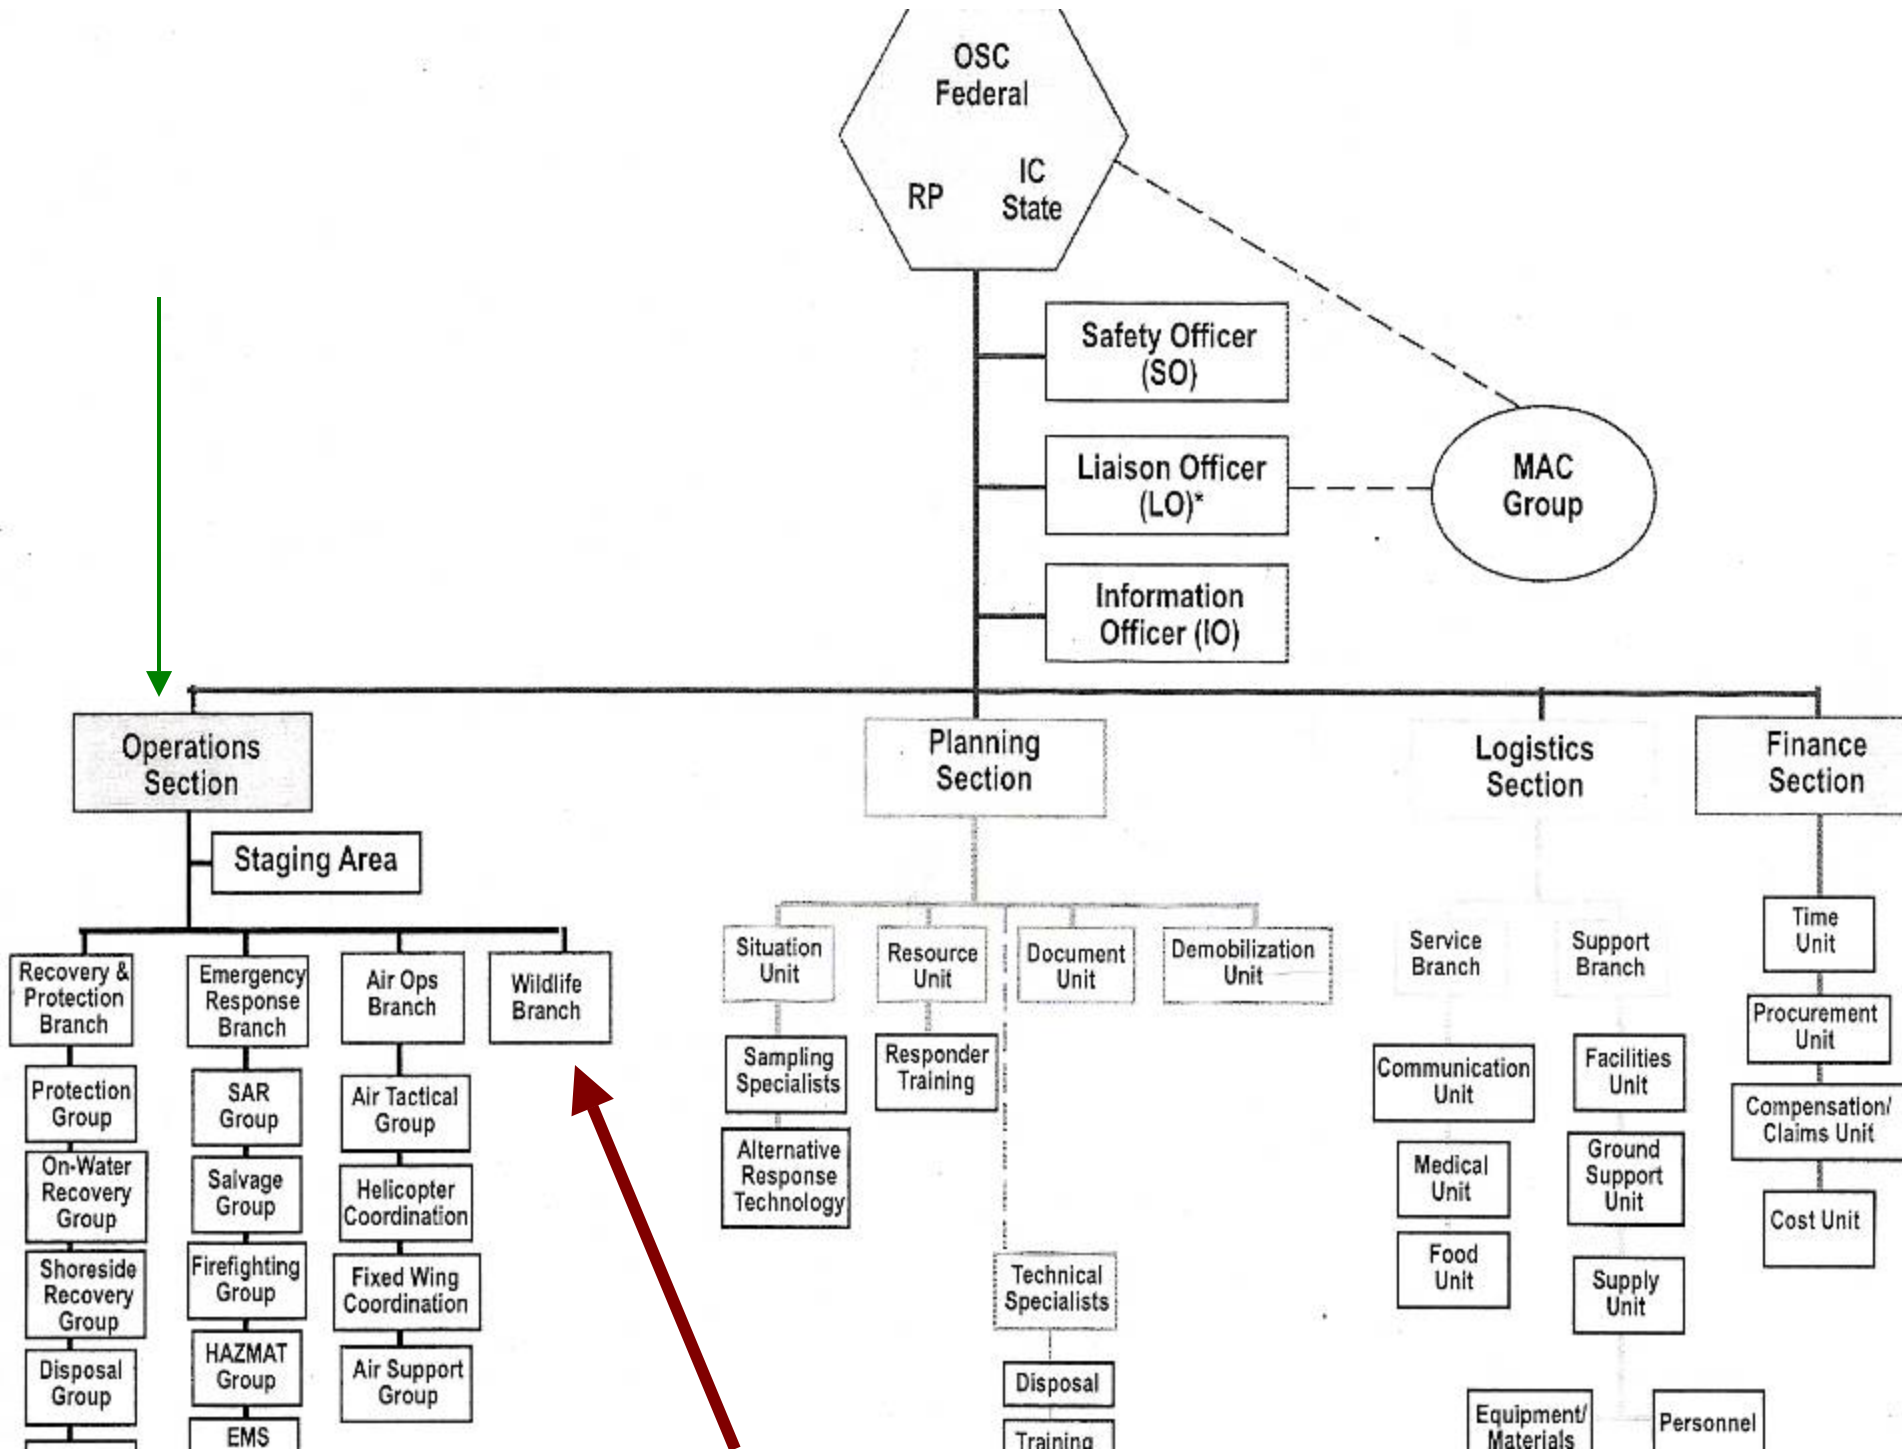 OSC
Federal
RP
IC
State
Safety Officer
(SO)
Liaison Officer
(LO)*
MAC
Group
Information
Officer (IO)
Operations
Section
Planning
Section
Logistics
Section
Finance
Section
Staging Area
Recovery &
Protection
Branch
Emergency
Response
Branch
Air Ops
Branch
Wildlife
Branch
Situation
Unit
Resource
Unit
Document
Unit
Demobilization
Unit
Service
Branch
Support
Branch
Time
Unit
Protection
Group
SAR
Group
Air Tactical
Group
Sampling
Specialists
Responder
Training
Communication
Unit
Facilities
Unit
Procurement
Unit
On-Water
Recovery
Group
Salvage
Group
Helicopter
Coordination
Alternative
Response
Technology
Medical
Unit
Ground
Support
Unit
Compensation/
Claims Unit
Shoreside
Recovery
Group
Firefighting
Group
Fixed Wing
Coordination
Technical
Specialists
Food
Unit
Supply
Unit
Cost Unit
Disposal
Group
HAZMAT
Group
Air Support
Group
Disposal
EMS
Training
Equipment/
Materials
Personnel